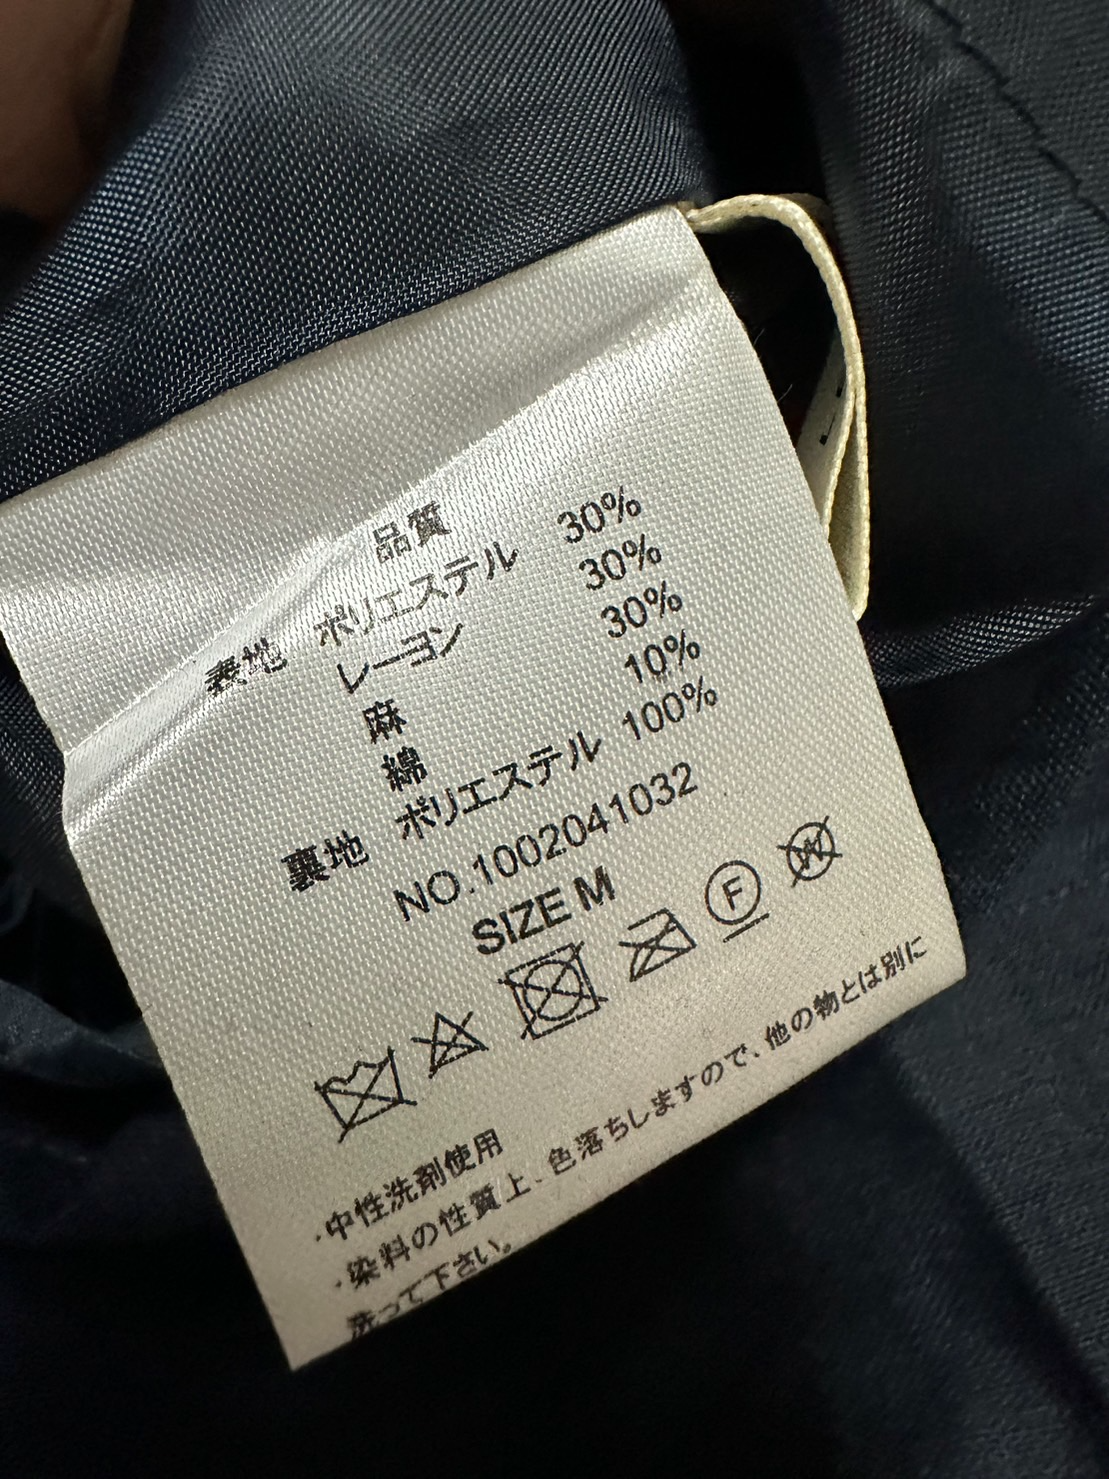 品質
表地 ポリエステル 30%
レーヨン 30%
麻 30%
綿 10%
裏地 ポリエステル 100%
NO.1002041032
SIZE M
F W
・中性洗剤使用
・染料の性質上、色落ちしますので、他の物とは別に
洗って下さい。